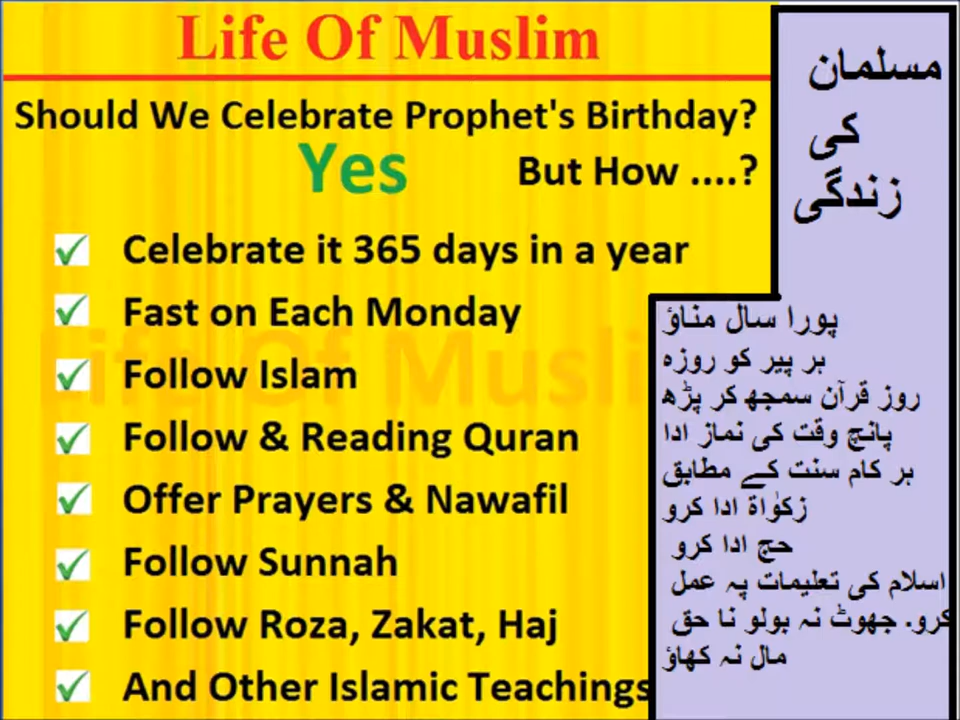 Life Of Muslim
Should We Celebrate Prophet's Birthday?
Yes But How ....?
Celebrate it 365 days in a year
Fast on Each Monday
Follow Islam
Follow & Reading Quran
Offer Prayers & Nawafil
Follow Sunnah
Follow Roza, Zakat, Haj
And Other Islamic Teachings
مسلمان
کی
زندگی
پورا سال مناؤ
ہر پیر کو روزہ
روز قرآن سمجھ کر پڑھ
پانچ وقت کی نماز ادا
ہر کام سنت کے مطابق
زکوٰاۃ ادا کرو
حج ادا کرو
اسلام کی تعلیمات پہ عمل
کرو. جھوٹ نہ بولو نا حق
مال نہ کھاؤ
Life Of Musli